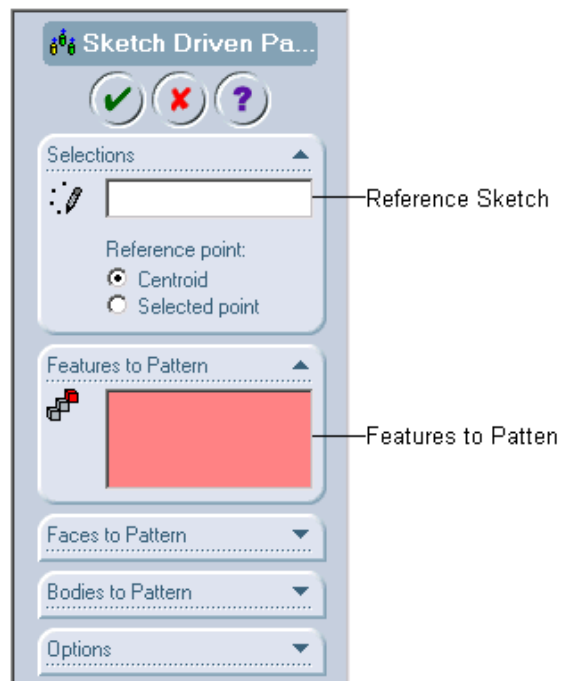 Sketch Driven Pa...
?
Selections
Reference Sketch
Reference point:
Centroid
Selected point
Features to Pattern
Features to Patten
Faces to Pattern
Bodies to Pattern
Options